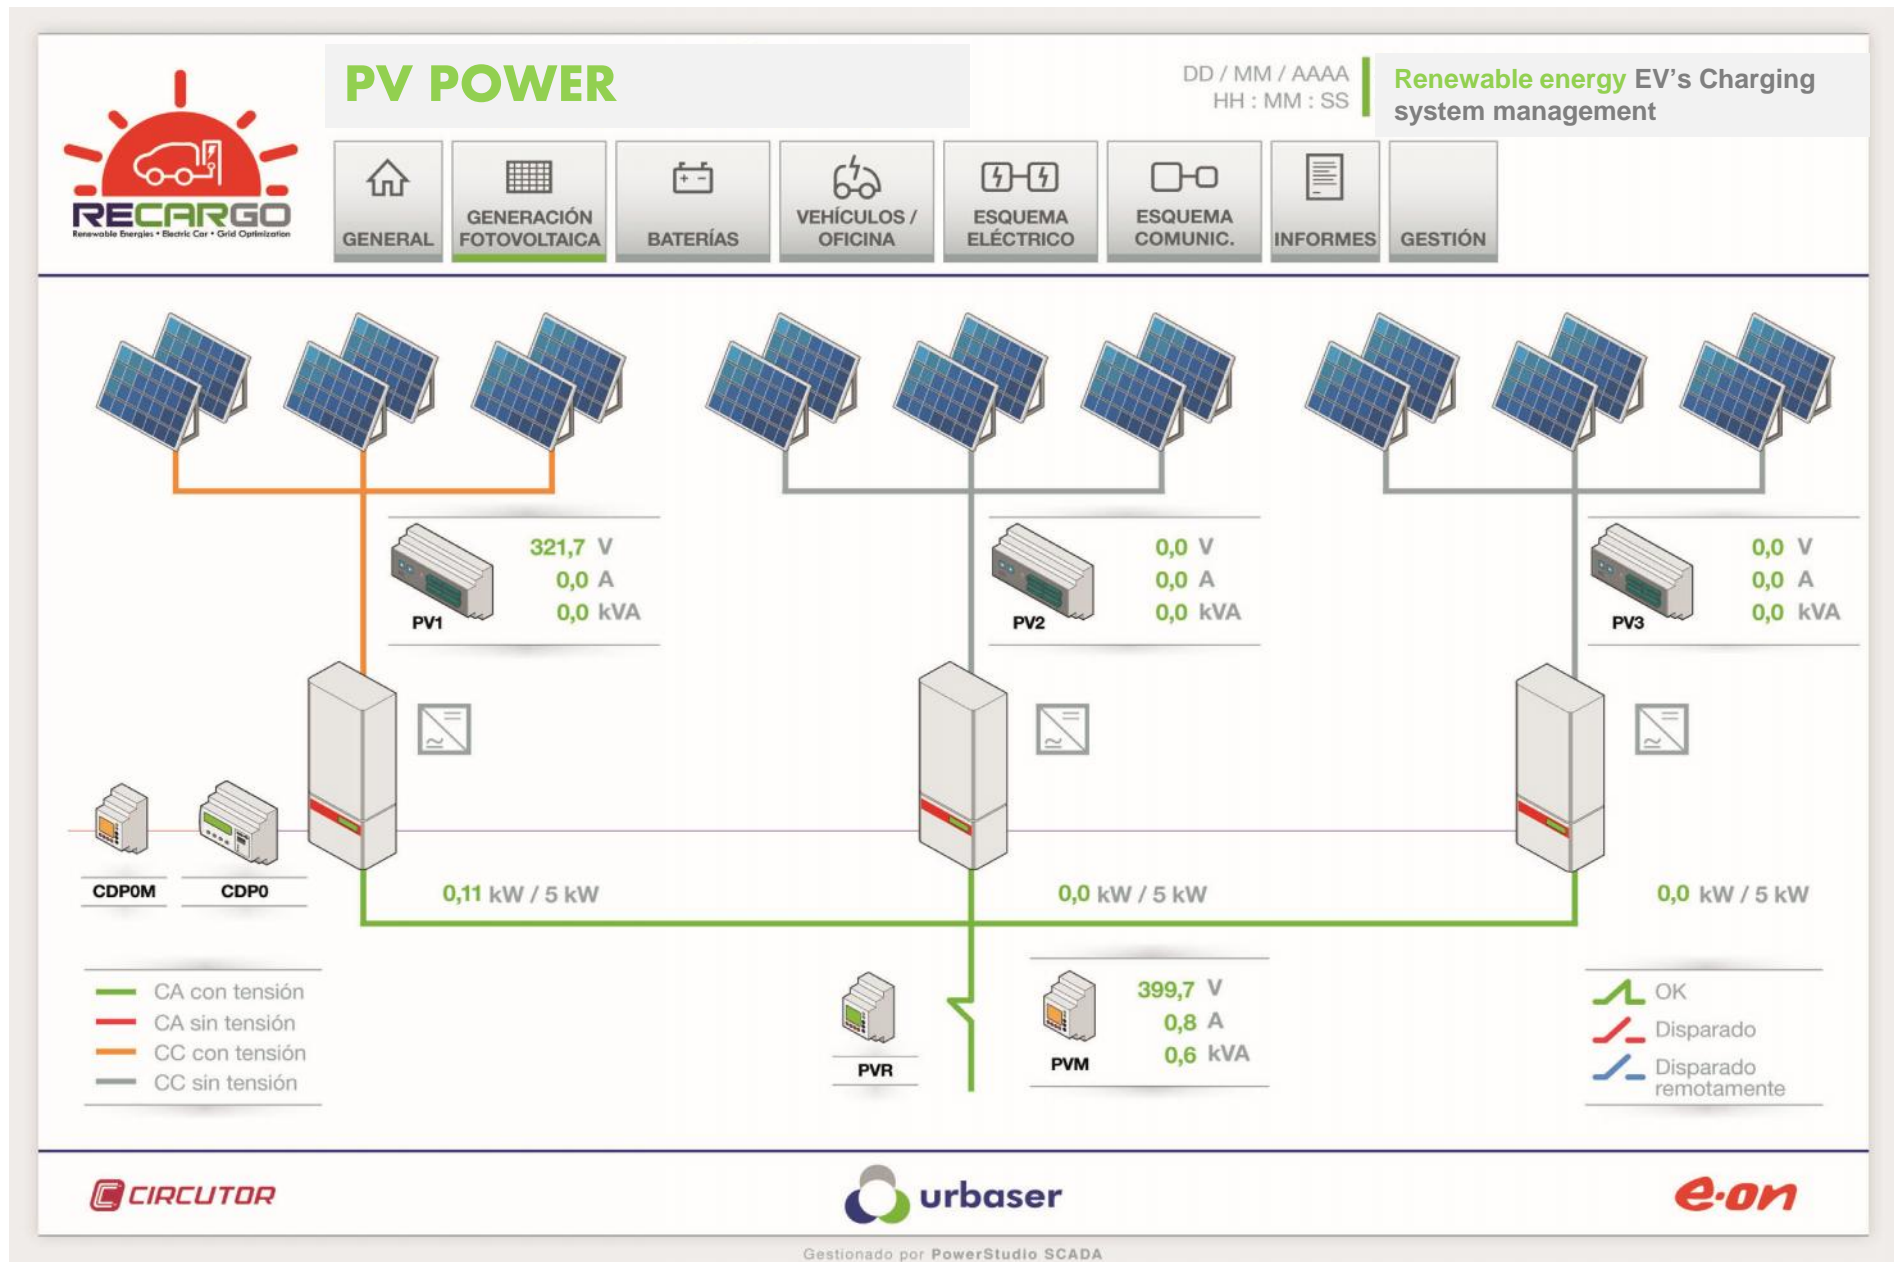 PV POWER
DD / MM / AAAA
HH : MM : SS
Renewable energy EV's Charging
system management
RECARGO
Renewable Energies • Electric Car • Grid Optimization
GENERAL
GENERACIÓN
FOTOVOLTAICA
BATERÍAS
VEHÍCULOS /
OFICINA
ESQUEMA
ELÉCTRICO
ESQUEMA
COMUNIC.
INFORMES
GESTIÓN
321,7 V
0,0 A
0,0 kVA
PV1
0,0 V
0,0 A
0,0 kVA
PV2
0,0 V
0,0 A
0,0 kVA
PV3
CDP0M
CDP0
0,11 kW / 5 kW
0,0 kW / 5 kW
0,0 kW / 5 kW
CA con tensión
CA sin tensión
CC con tensión
CC sin tensión
PVR
399,7 V
0,8 A
0,6 kVA
PVM
OK
Disparado
Disparado
remotamente
CIRCUTOR
urbaser
e·on
Gestionado por PowerStudio SCADA